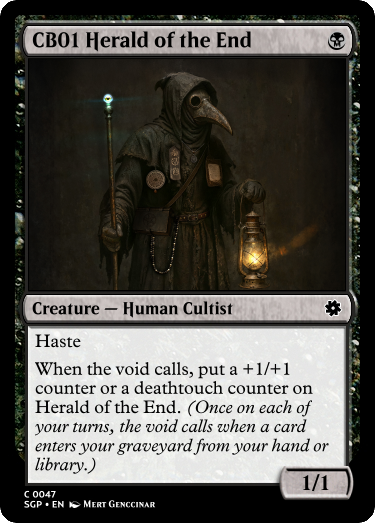 CB01 Herald of the End
Creature — Human Cultist
Haste
When the void calls, put a +1/+1
counter or a deathtouch counter on
Herald of the End. (Once on each of
your turns, the void calls when a card
enters your graveyard from your hand or
library.)
1/1
C 0047
SGP • EN Mert Genccinar